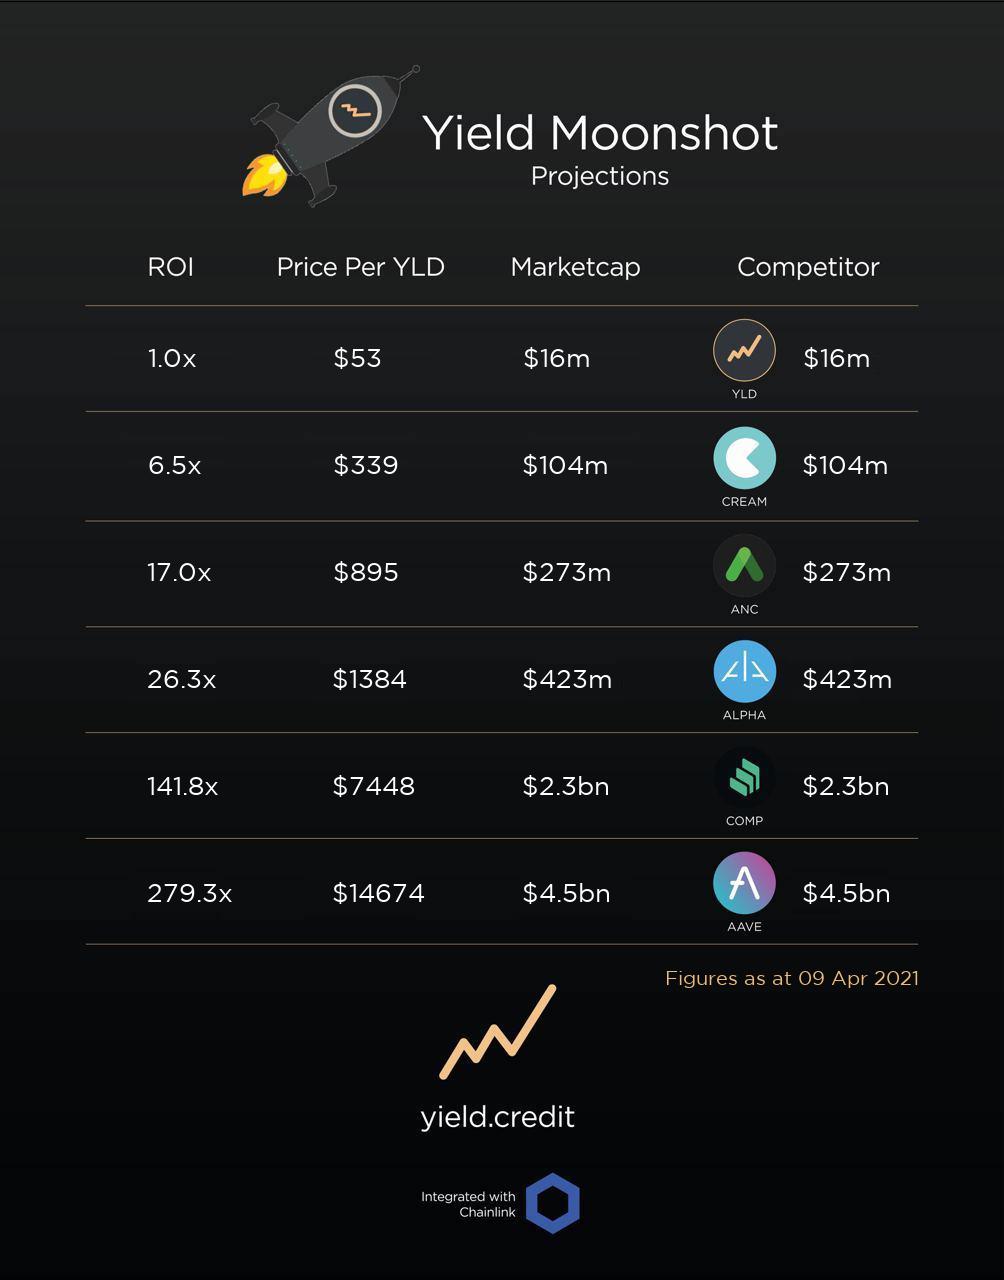 Yield Moonshot
Projections
ROI Price Per YLD Marketcap Competitor
1.0x $53 $16m $16m
YLD
6.5x $339 $104m $104m
CREAM
17.0x $895 $273m $273m
ANC
26.3x $1384 $423m $423m
ALPHA
141.8x $7448 $2.3bn $2.3bn
COMP
279.3x $14674 $4.5bn $4.5bn
AAVE
Figures as at 09 Apr 2021
yield.credit
Integrated with
Chainlink